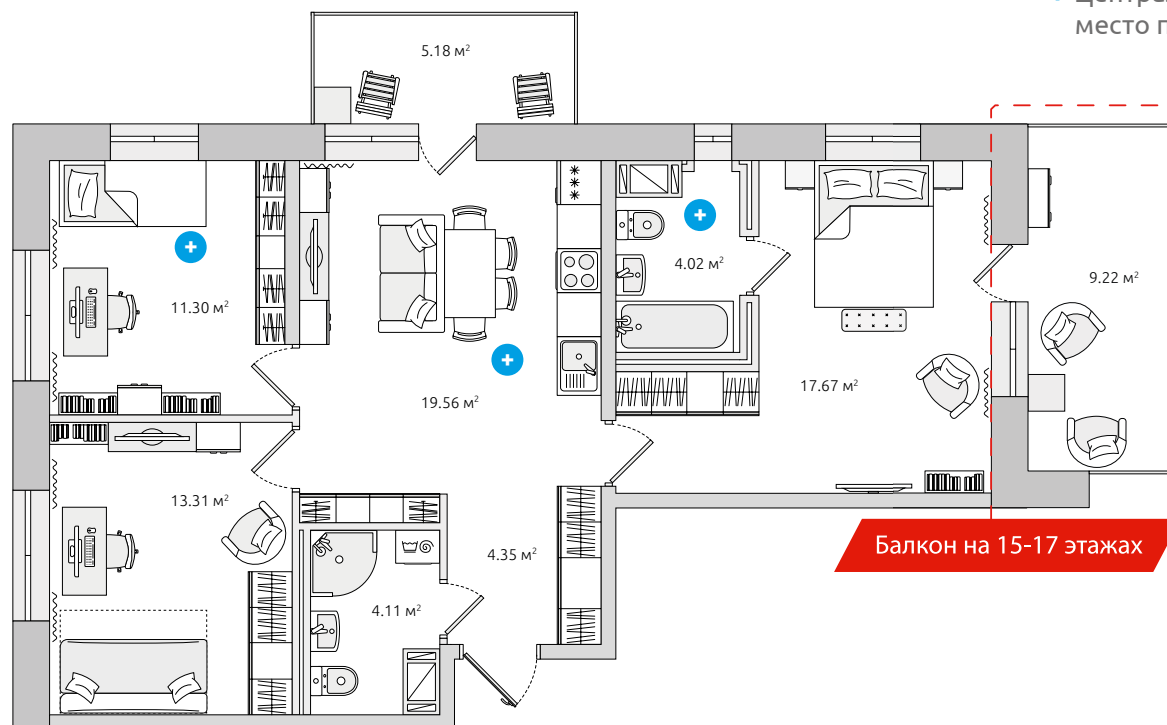 место п
5.18 м²
11.30 м²
4.02 м²
9.22 м²
19.56 м²
17.67 м²
13.31 м²
4.35 м²
4.11 м²
Балкон на 15-17 этажах